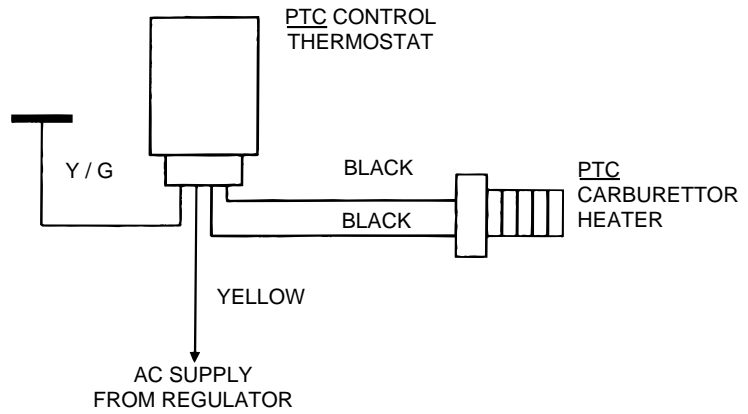 PTC CONTROL
THERMOSTAT
Y / G
BLACK
PTC
CARBURETTOR
HEATER
BLACK
YELLOW
AC SUPPLY
FROM REGULATOR